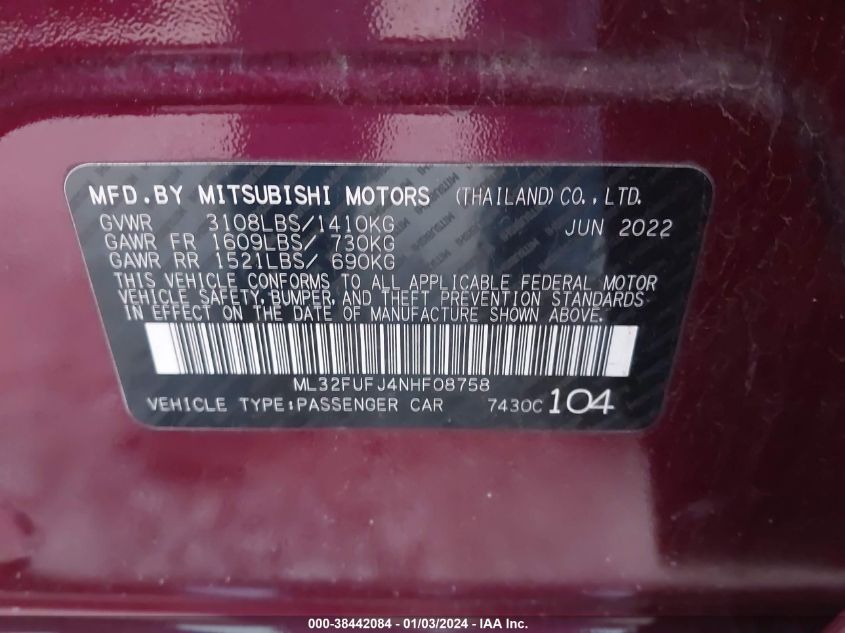 MFD.BY MITSUBISHI MOTORS (THAILAND) CO.,LTD.
GVWR 3108LBS/1410KG JUN 2022
GAWR FR 1609LBS/ 730KG
GAWR RR 1521LBS/ 690KG
THIS VEHICLE CONFORMS TO ALL APPLICABLE FEDERAL MOTOR
VEHICLE SAFETY, BUMPER, AND THEFT PREVENTION STANDARDS
IN EFFECT ON THE DATE OF MANUFACTURE SHOWN ABOVE.
ML32FUFJ4NHF08758
VEHICLE TYPE:PASSENGER CAR 7430C 104
000-38442084 - 01/03/2024 - IAA Inc.